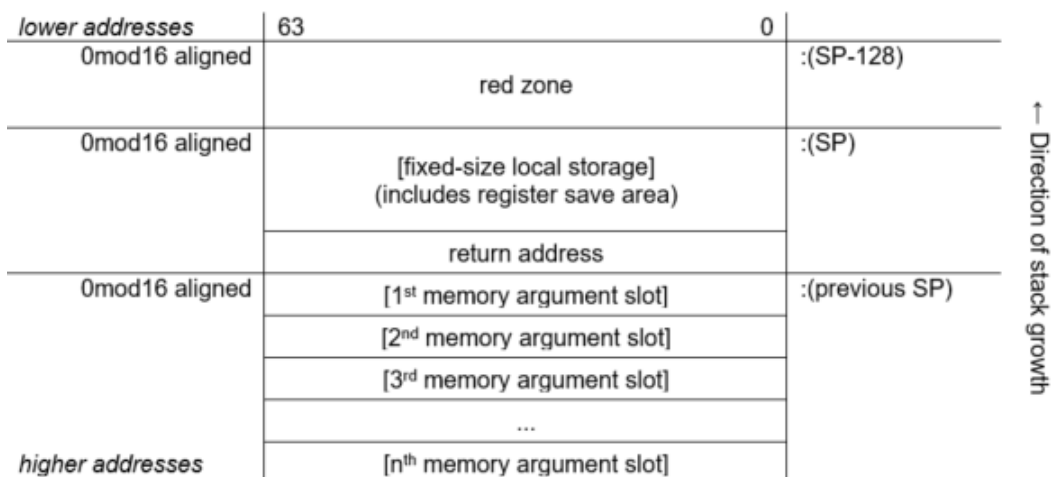 lower addresses 63 0
0mod16 aligned :(SP-128)
red zone
0mod16 aligned :(SP)
[fixed-size local storage]
(includes register save area)
return address
0mod16 aligned [1st memory argument slot] :(previous SP)
[2nd memory argument slot]
[3rd memory argument slot]
...
higher addresses [nth memory argument slot]
← Direction of stack growth